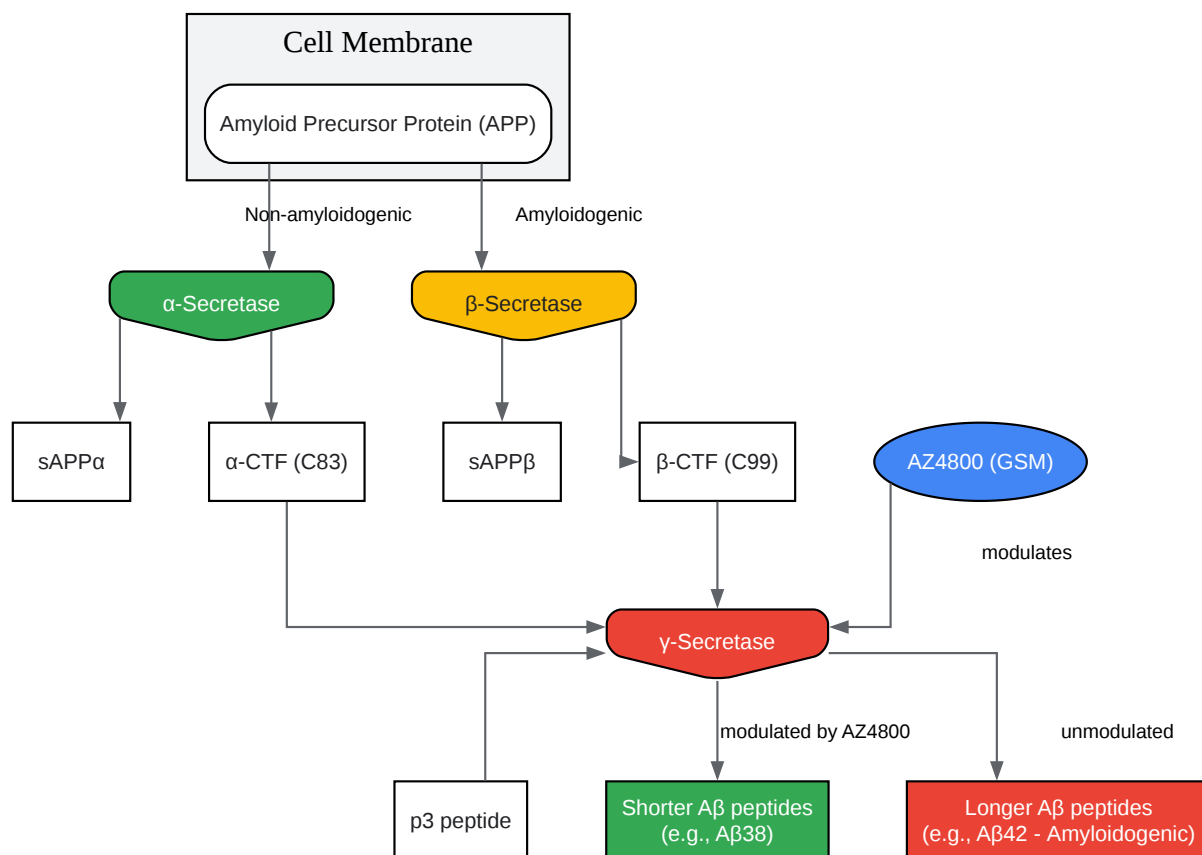 Cell Membrane
Amyloid Precursor Protein (APP)
Non-amyloidogenic
Amyloidogenic
α-Secretase
β-Secretase
sAPPα
α-CTF (C83)
sAPPβ
β-CTF (C99)
AZ4800 (GSM)
modulates
γ-Secretase
modulated by AZ4800
unmodulated
p3 peptide
Shorter Aβ peptides
(e.g., Aβ38)
Longer Aβ peptides
(e.g., Aβ42 - Amyloidogenic)